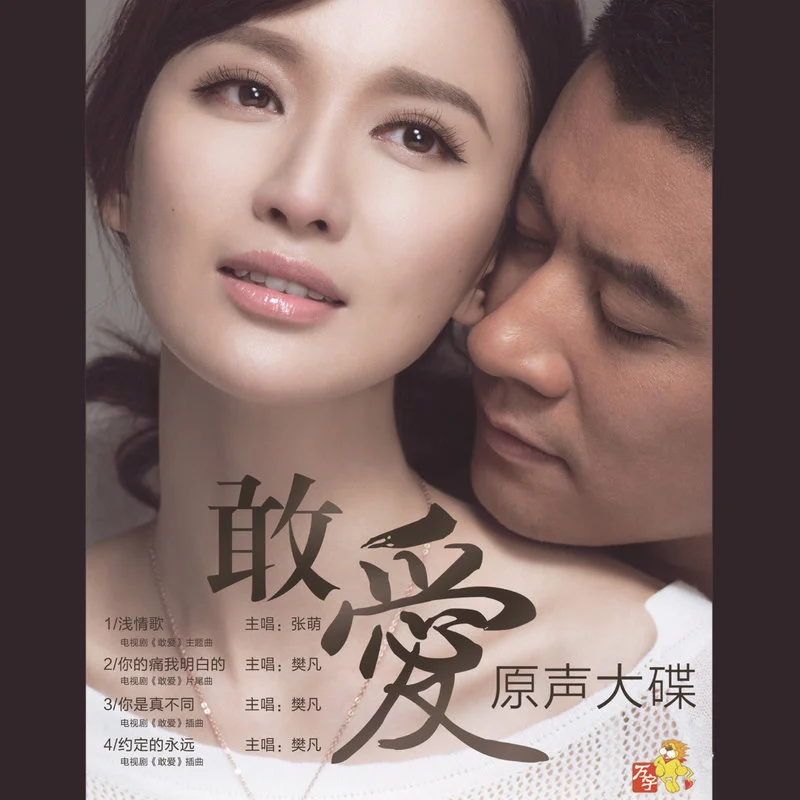 敢愛
原声大碟
1/浅情歌 主唱：张萌
电视剧《敢爱》主题曲
2/你的痛我明白的 主唱：樊凡
电视剧《敢爱》片尾曲
3/你是真不同 主唱：樊凡
电视剧《敢爱》插曲
4/约定的永远 主唱：樊凡
电视剧《敢爱》插曲